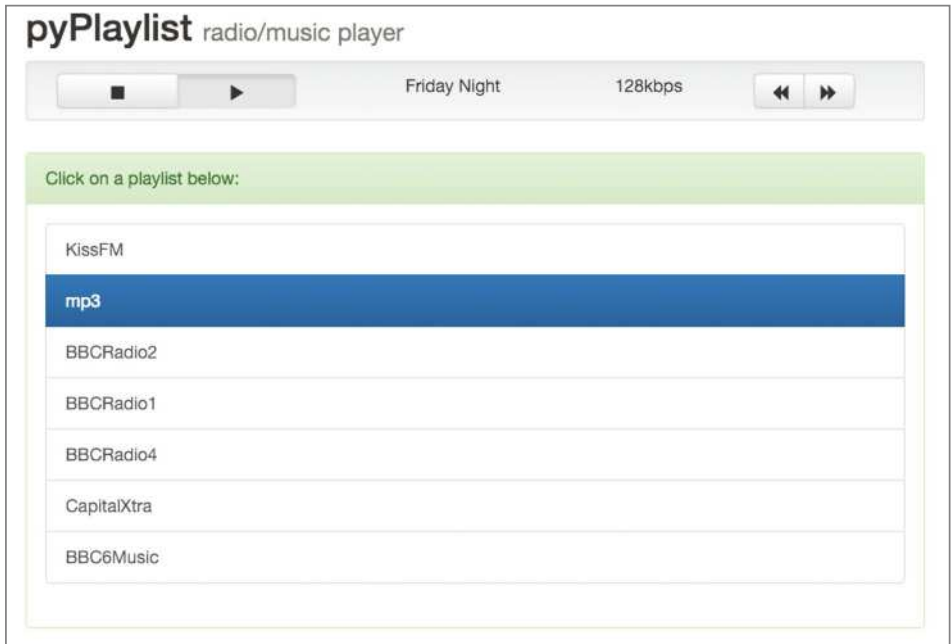 pyPlaylist radio/music player
Friday Night 128kbps
Click on a playlist below:
KissFM
mp3
BBCRadio2
BBCRadio1
BBCRadio4
CapitalXtra
BBC6Music